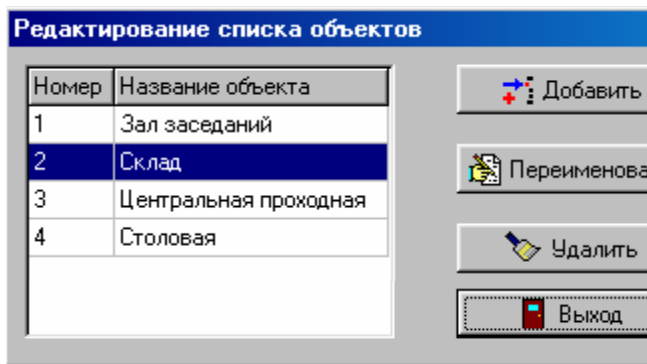 Редактирование списка объектов
Номер Название объекта
1 Зал заседаний
2 Склад
3 Центральная проходная
4 Столовая
Добавить
Переименова
Удалить
Выход